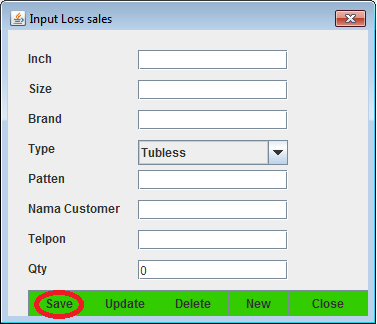 Input Loss sales
Inch
Size
Brand
Type Tubless
Patten
Nama Customer
Telpon
Qty 0
Save Update Delete New Close